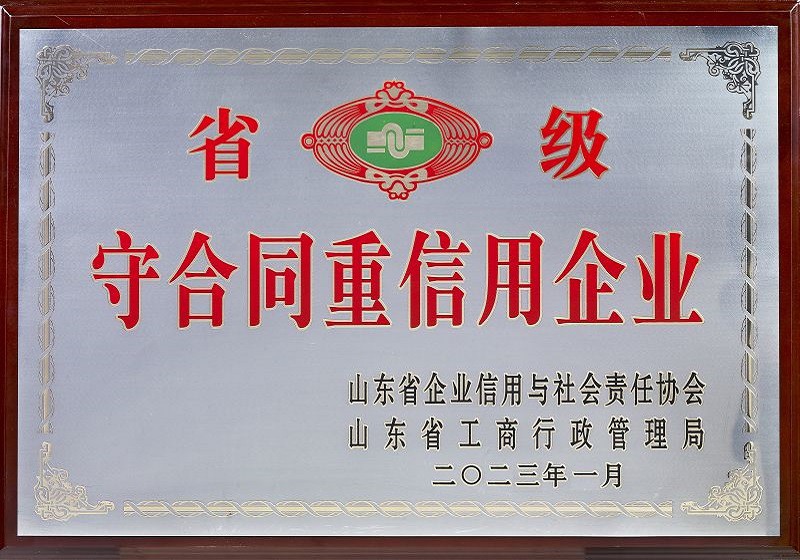 省 级
守合同重信用企业
山东省企业信用与社会责任协会
山东省工商行政管理局
二〇二三年一月